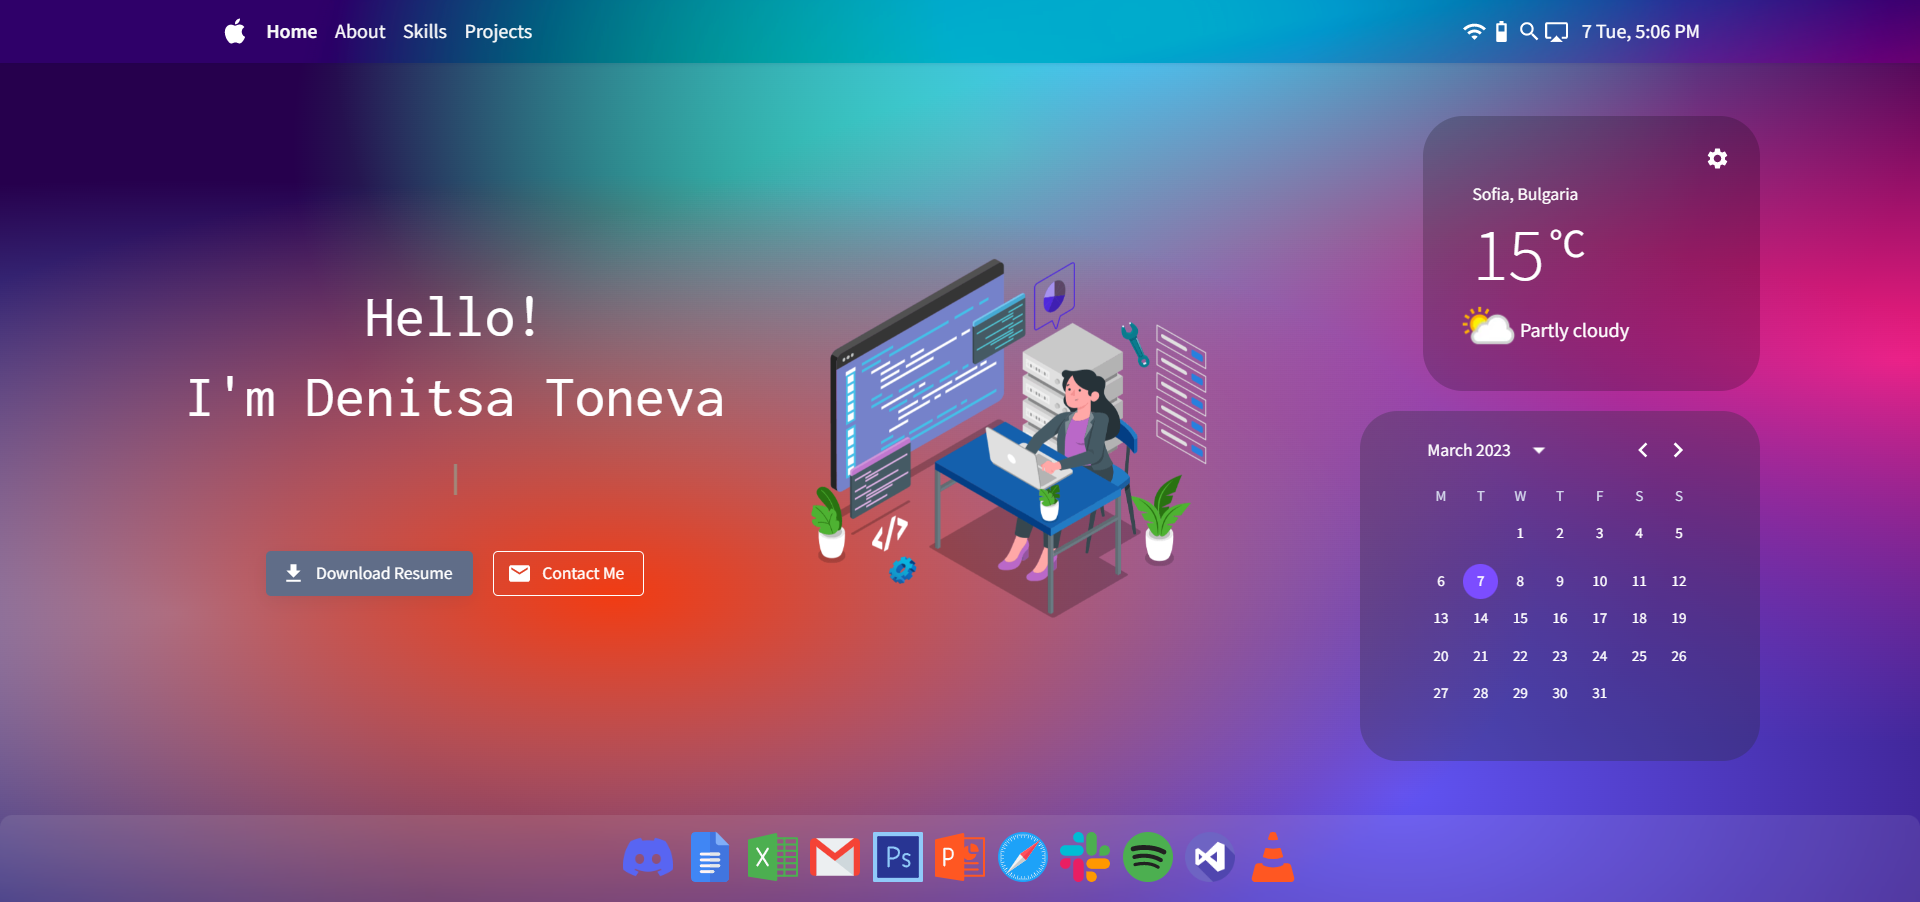 Home About Skills Projects
7 Tue, 5:06 PM
Hello!
I'm Denitsa Toneva
Download Resume
Contact Me
</>
Sofia, Bulgaria
15°C
Partly cloudy
March 2023
M T W T F S S
1 2 3 4 5
6 7 8 9 10 11 12
13 14 15 16 17 18 19
20 21 22 23 24 25 26
27 28 29 30 31
X
Ps
P